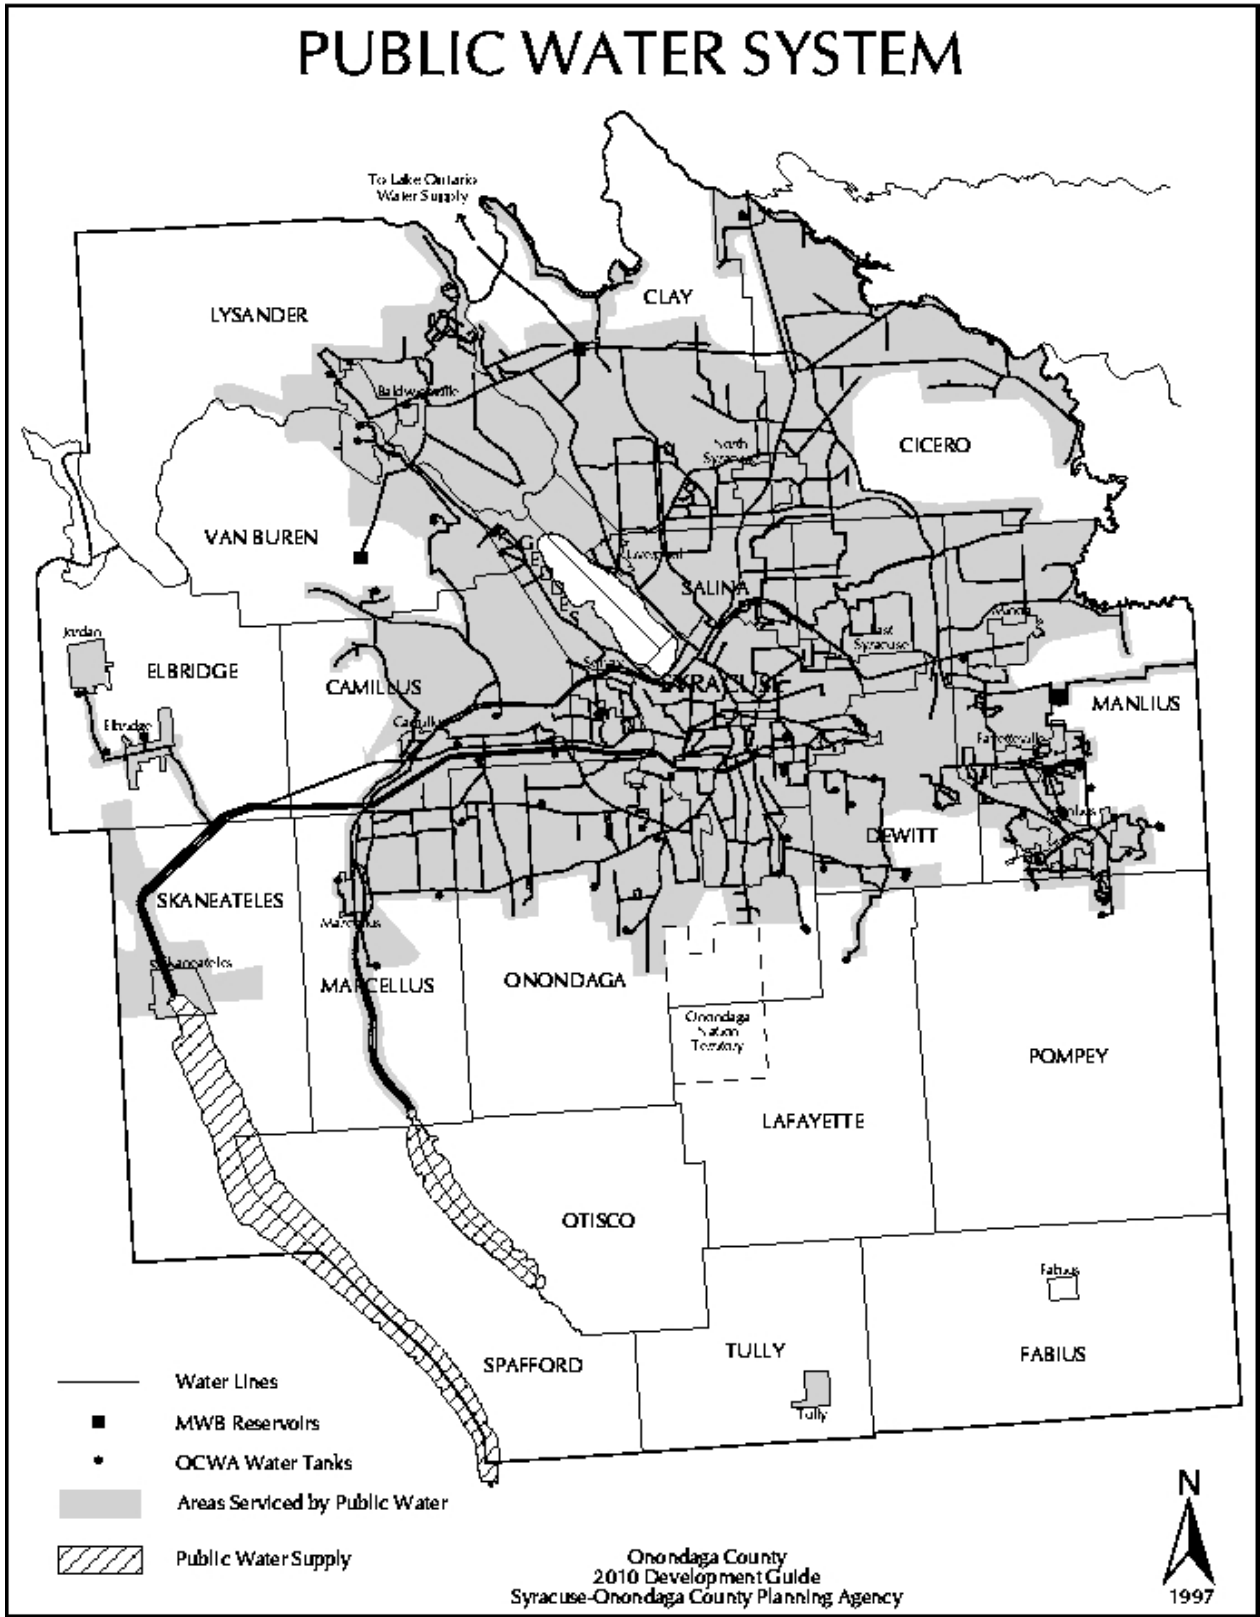 PUBLIC WATER SYSTEM
To Lake Ontario
Water Supply
CLAY
LYSANDER
Baldwinsville
CICERO
North
Syracuse
VAN BUREN
GEDDES
Liverpool
SALINA
Minoa
East
Syracuse
Jordan
ELBRIDGE
CAMILLUS
Solvay
SYRACUSE
MANLIUS
Camillus
Elbridge
Fayetteville
Manlius
DEWITT
SKANEATELES
Marcellus
Skaneateles
MARCELLUS
ONONDAGA
Onondaga
Nation
Territory
POMPEY
LAFAYETTE
OTISCO
Fabius
SPAFFORD
TULLY
FABIUS
Tully
Water Lines
MWB Reservoirs
OCWA Water Tanks
Areas Serviced by Public Water
Public Water Supply
Onondaga County
2010 Development Guide
Syracuse-Onondaga County Planning Agency
N
1997